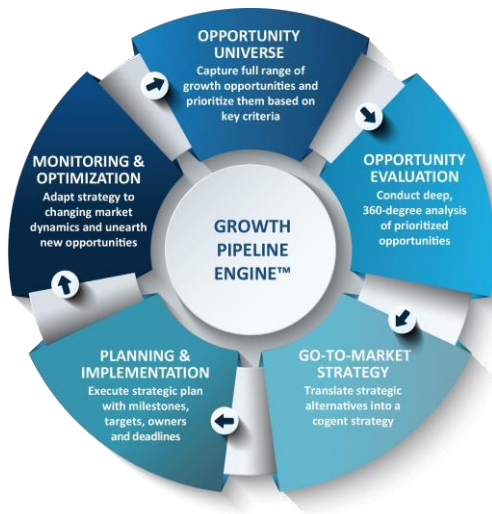 OPPORTUNITY
UNIVERSE
Capture full range of
growth opportunities and
prioritize them based on
key criteria
OPPORTUNITY
EVALUATION
Conduct deep,
360-degree analysis
of prioritized
opportunities
GO-TO-MARKET
STRATEGY
Translate strategic
alternatives into a
cogent strategy
PLANNING &
IMPLEMENTATION
Execute strategic plan
with milestones,
targets, owners
and deadlines
MONITORING &
OPTIMIZATION
Adapt strategy to
changing market
dynamics and unearth
new opportunities
GROWTH
PIPELINE
ENGINE™